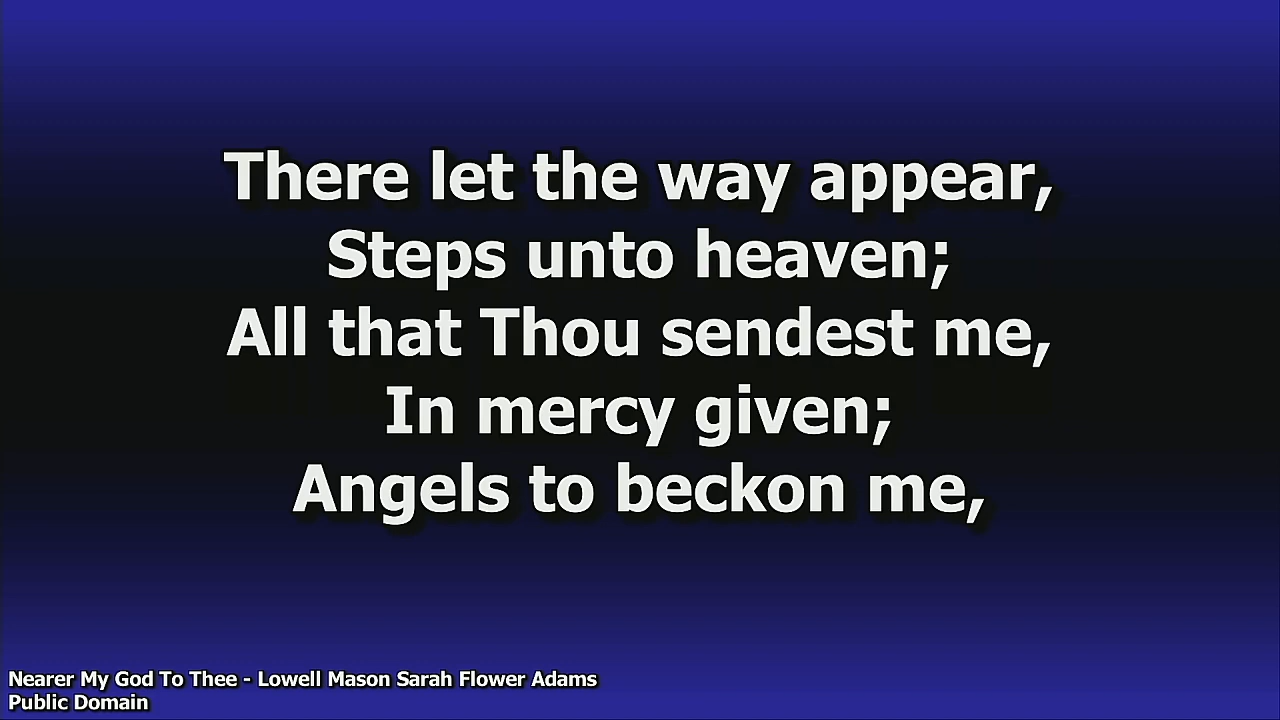 There let the way appear,
Steps unto heaven;
All that Thou sendest me,
In mercy given;
Angels to beckon me,
Nearer My God To Thee - Lowell Mason Sarah Flower Adams
Public Domain